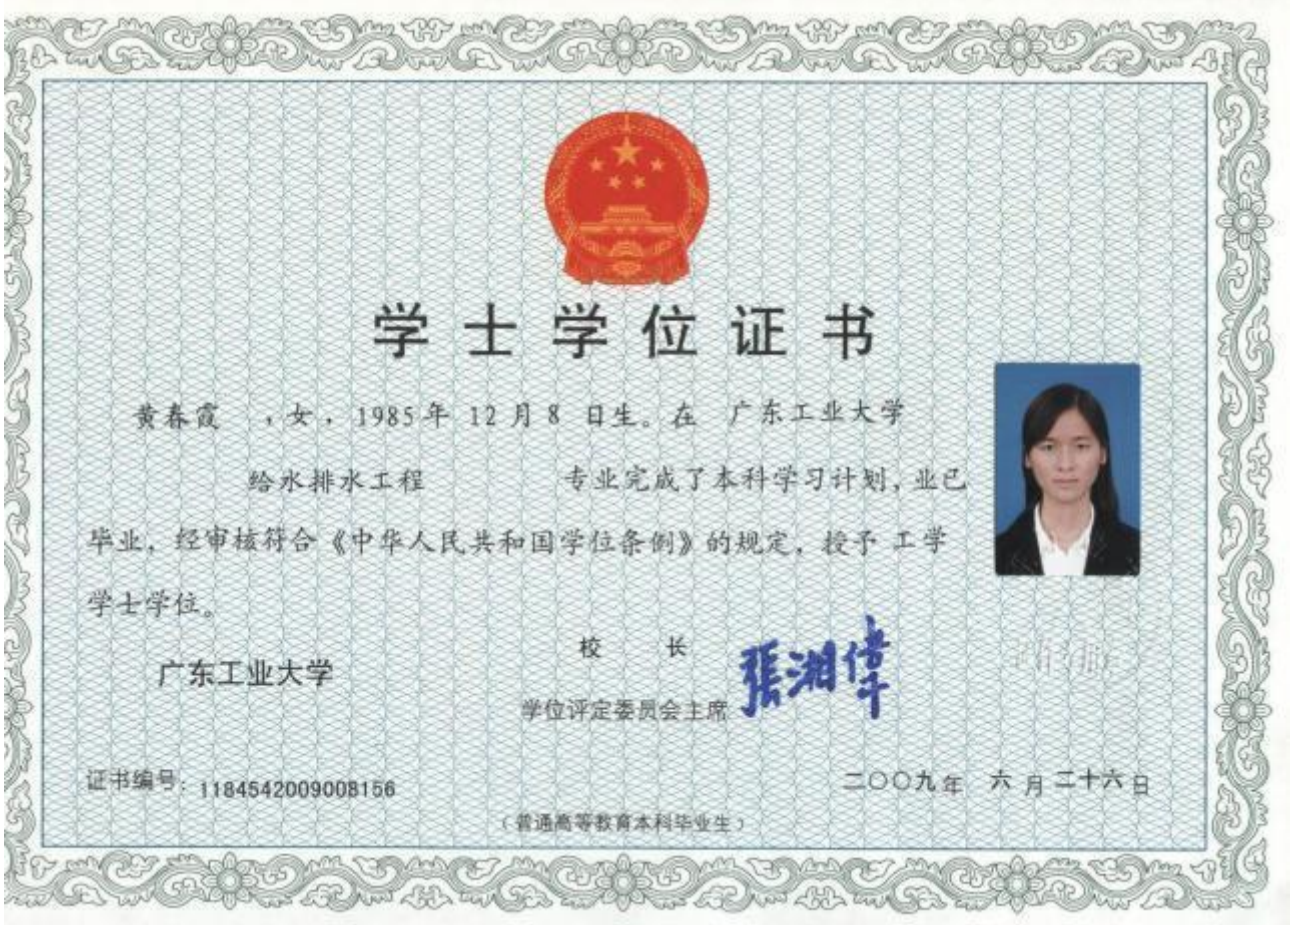 学士学位证书
黄春霞 ,女, 1985年 12月 8 日生。在 广东工业大学
给水排水工程 专业完成了本科学习计划,业已
毕业,经审核符合《中华人民共和国学位条例》的规定,授予 工学
学士学位。
广东工业大学
校 长
学位评定委员会主席
張湘偉
证书编号:1184542009008156
二〇〇九年 六月二十六日
(普通高等教育本科毕业生)